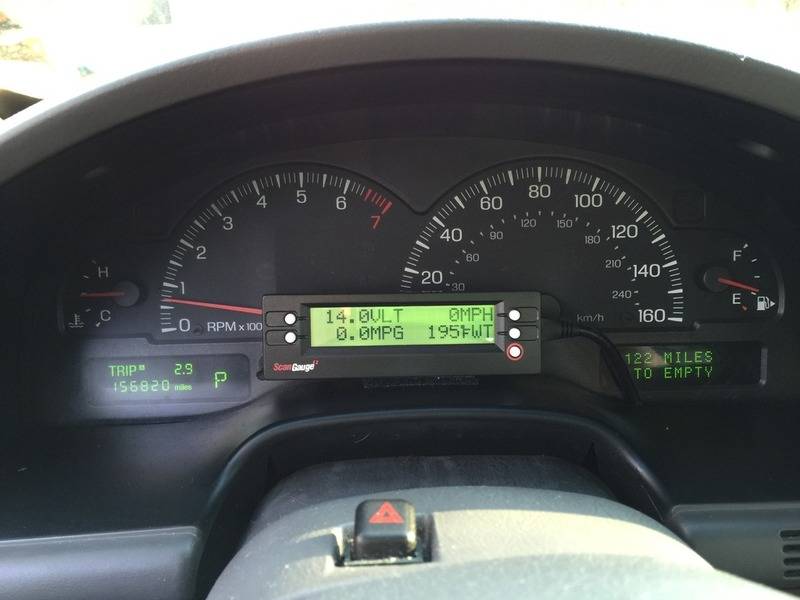 H
C
0
1
2
3
4
5
6
7
RPM x 100
20
40
60
80
100
120
140
160
30
60
90
120
150
180
210
240
km/h
F
E
14.0VLT 0MPH
0.0MPG 195°FWT
ScanGauge
TRIP 2.9
156820 miles P
122 MILES
TO EMPTY